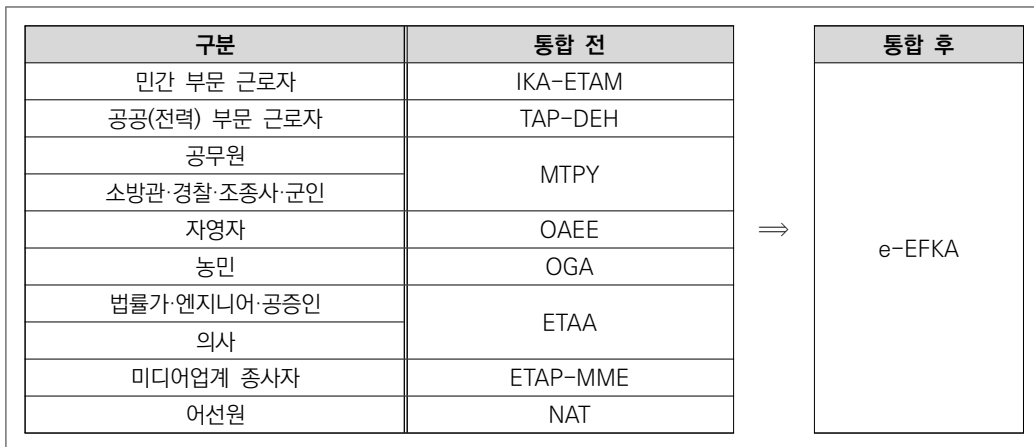 구분 통합 전 통합 후
민간 부문 근로자 IKA-ETAM
공공(전력) 부문 근로자 TAP-DEH
공무원
MTPY
소방관·경찰·조종사·군인
자영자 OAEE
⇒
e-EFKA
농민 OGA
법률가·엔지니어·공증인
ETAA
의사
미디어업계 종사자 ETAP-MME
어선원 NAT